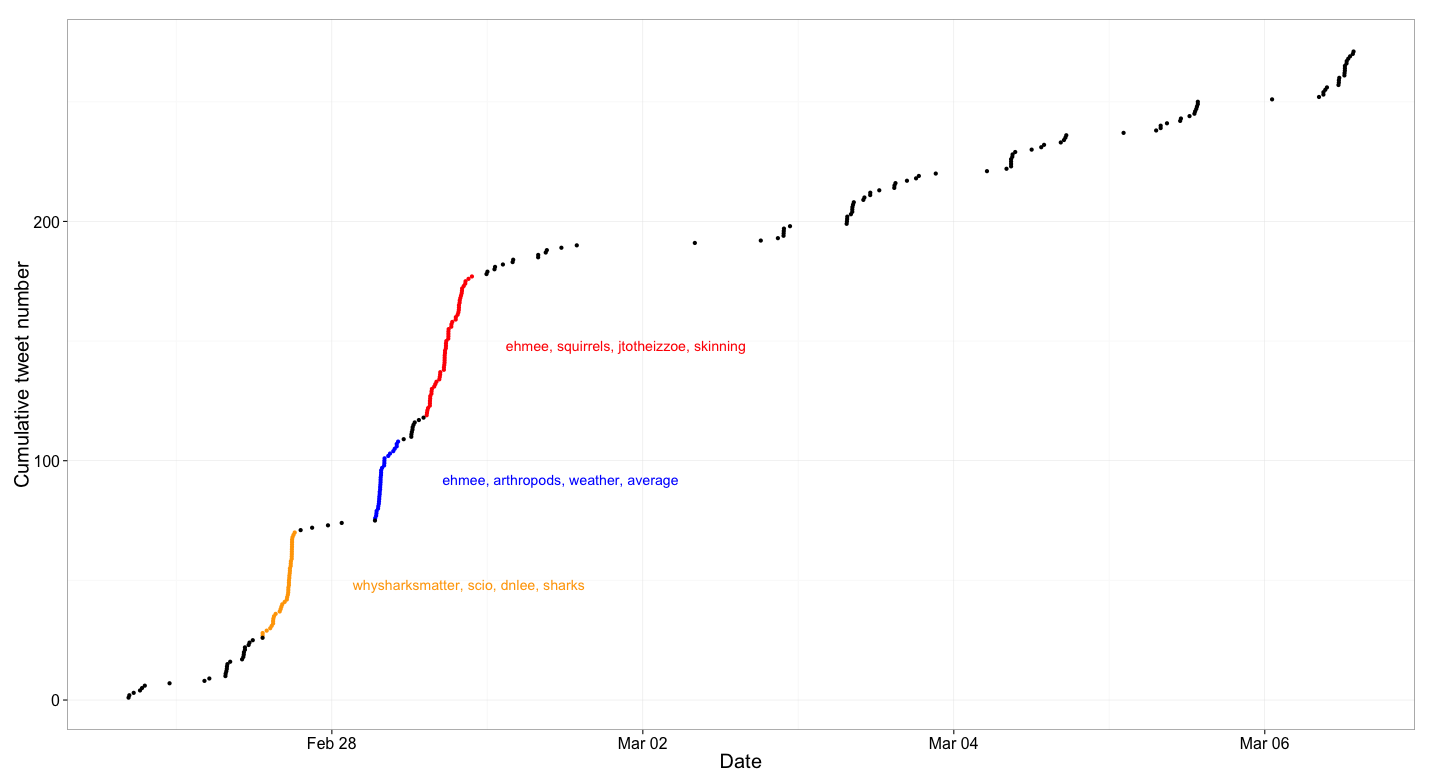 Cumulative tweet number
200
100
0
ehmee, squirrels, jtotheizzoe, skinning
ehmee, arthropods, weather, average
whysharksmatter, scio, dnlee, sharks
Feb 28
Mar 02
Mar 04
Mar 06
Date